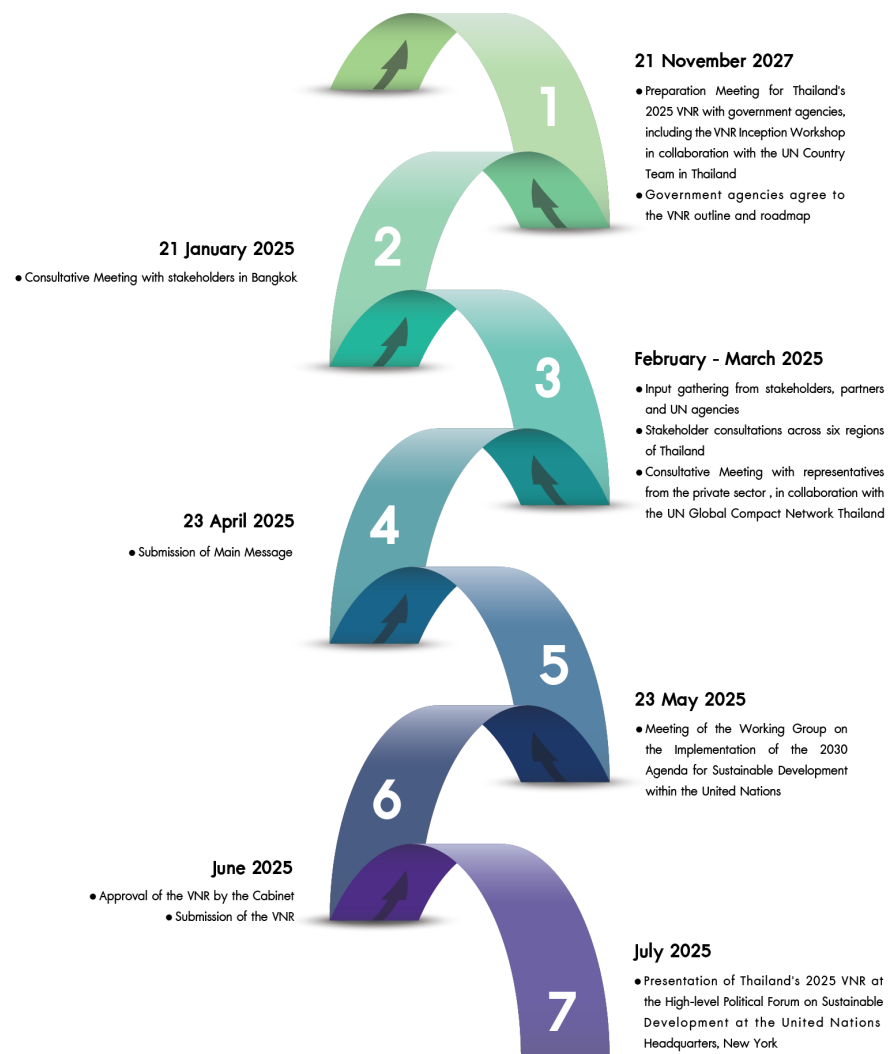 1
21 November 2027
● Preparation Meeting for Thailand's
2025 VNR with government agencies,
including the VNR Inception Workshop
in collaboration with the UN Country
Team in Thailand
● Government agencies agree to
the VNR outline and roadmap
2
21 January 2025
● Consultative Meeting with stakeholders in Bangkok
3
February - March 2025
● Input gathering from stakeholders, partners
and UN agencies
● Stakeholder consultations across six regions
of Thailand
● Consultative Meeting with representatives
from the private sector , in collaboration with
the UN Global Compact Network Thailand
4
23 April 2025
● Submission of Main Message
5
23 May 2025
● Meeting of the Working Group on
the Implementation of the 2030
Agenda for Sustainable Development
within the United Nations
6
June 2025
● Approval of the VNR by the Cabinet
● Submission of the VNR
7
July 2025
● Presentation of Thailand's 2025 VNR at
the High-level Political Forum on Sustainable
Development at the United Nations
Headquarters, New York